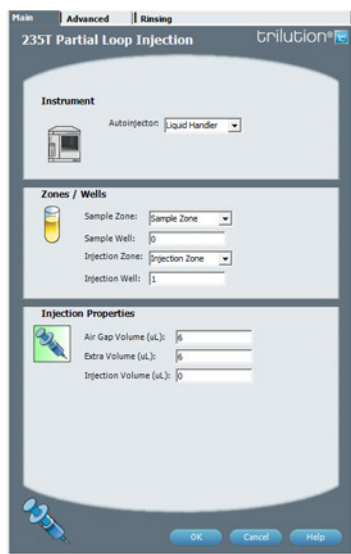 Main Advanced Rinsing
235T Partial Loop Injection trilution® lc
Instrument
Autoinjector: Liquid Handler
Zones / Wells
Sample Zone: Sample Zone
Sample Well: 0
Injection Zone: Injection Zone
Injection Well: 1
Injection Properties
Air Gap Volume (uL): 6
Extra Volume (uL): 6
Injection Volume (uL): 0
OK Cancel Help